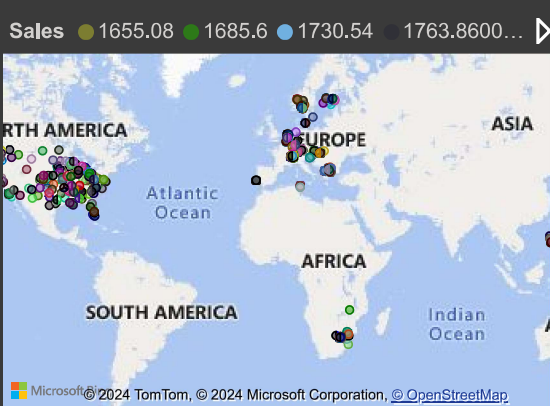 Sales 1655.08 1685.6 1730.54 1763.8600...
RTH AMERICA
EUROPE
ASIA
Atlantic
Ocean
AFRICA
SOUTH AMERICA
Indian
Ocean
Microsoft Bing
© 2024 TomTom, © 2024 Microsoft Corporation, © OpenStreetMap